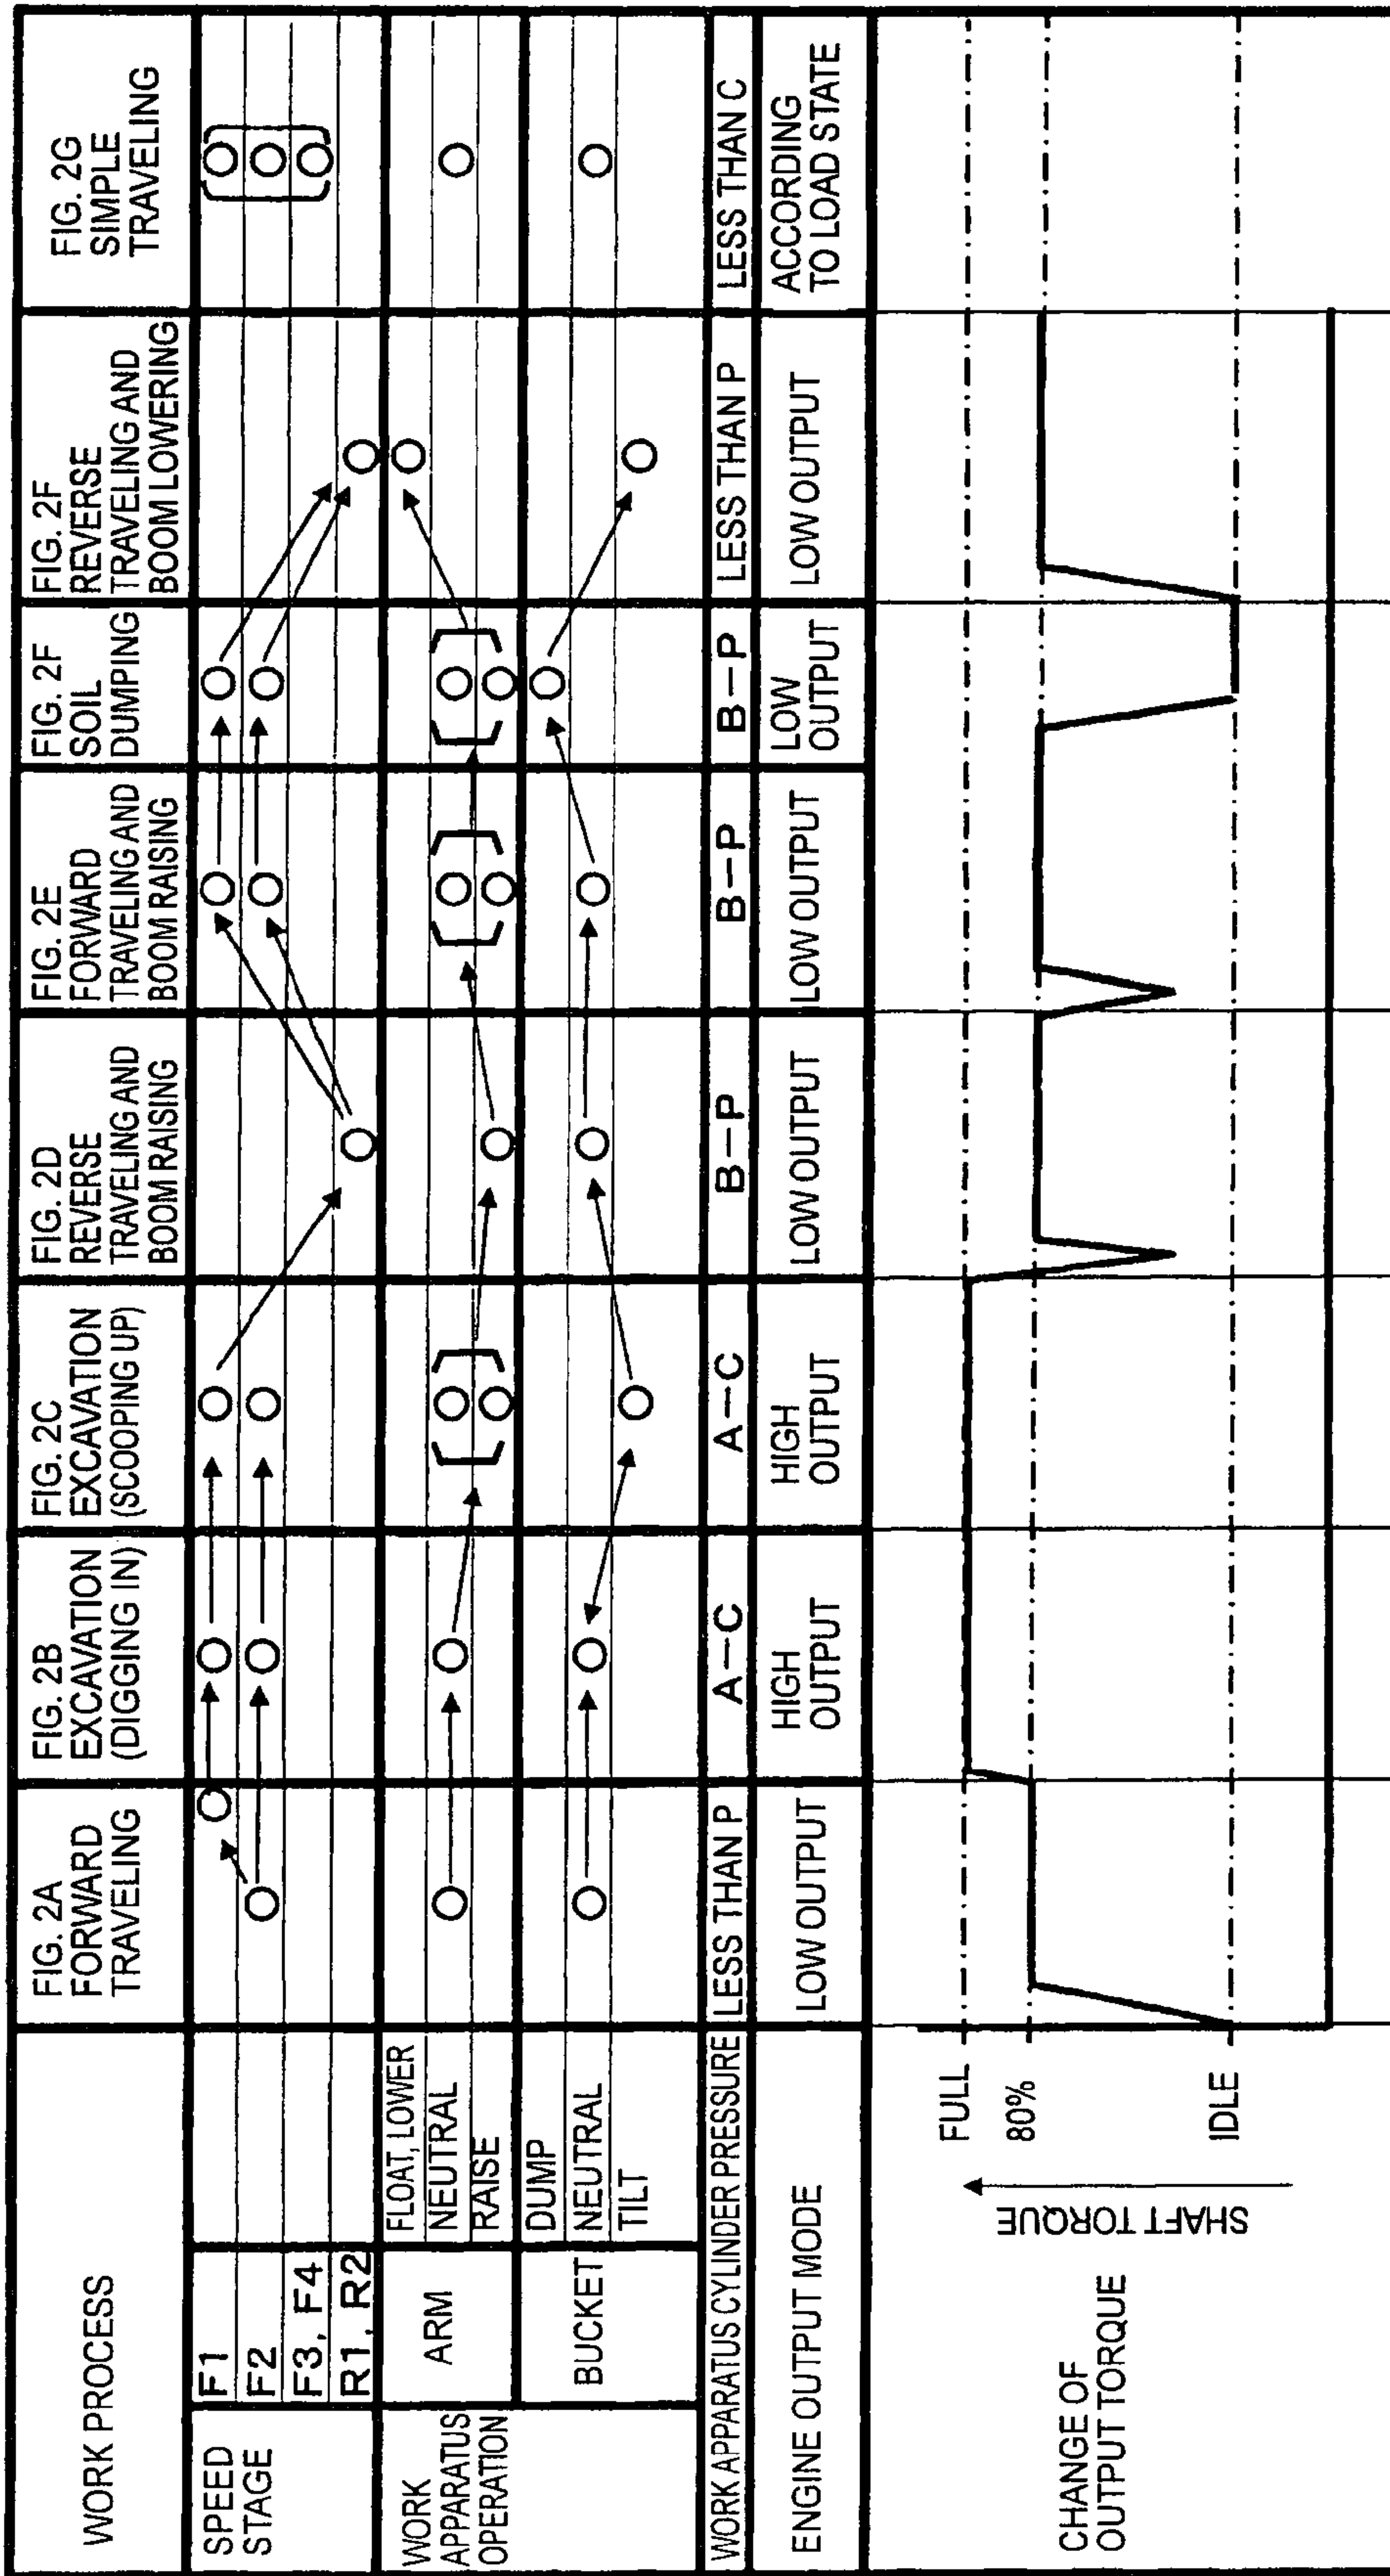 WORK PROCESS
FIG. 2A
FORWARD
TRAVELING
FIG. 2B
EXCAVATION
(DIGGING IN)
FIG. 2C
EXCAVATION
(SCOOPING UP)
FIG. 2D
REVERSE
TRAVELING AND
BOOM RAISING
FIG. 2E
FORWARD
TRAVELING AND
BOOM RAISING
FIG. 2F
SOIL
DUMPING
FIG. 2F
REVERSE
TRAVELING AND
BOOM LOWERING
FIG. 2G
SIMPLE
TRAVELING
SPEED
STAGE
F1
F2
F3, F4
R1, R2
WORK
APPARATUS
OPERATION
ARM
FLOAT, LOWER
NEUTRAL
RAISE
BUCKET
DUMP
NEUTRAL
TILT
WORK APPARATUS CYLINDER PRESSURE
LESS THAN P
A-C
A-C
B-P
B-P
B-P
LESS THAN P
LESS THAN C
ENGINE OUTPUT MODE
LOW OUTPUT
HIGH
OUTPUT
HIGH
OUTPUT
LOW OUTPUT
LOW OUTPUT
LOW
OUTPUT
LOW OUTPUT
ACCORDING
TO LOAD STATE
CHANGE OF
OUTPUT TORQUE
SHAFT TORQUE
FULL
80%
IDLE